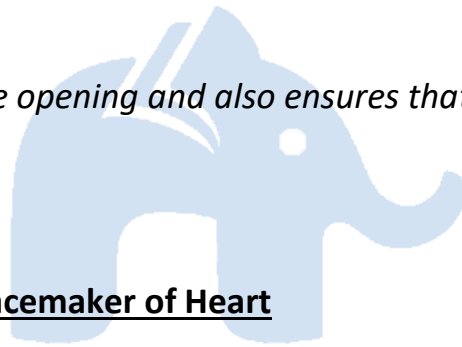 e opening and also ensures that
acemaker of Heart